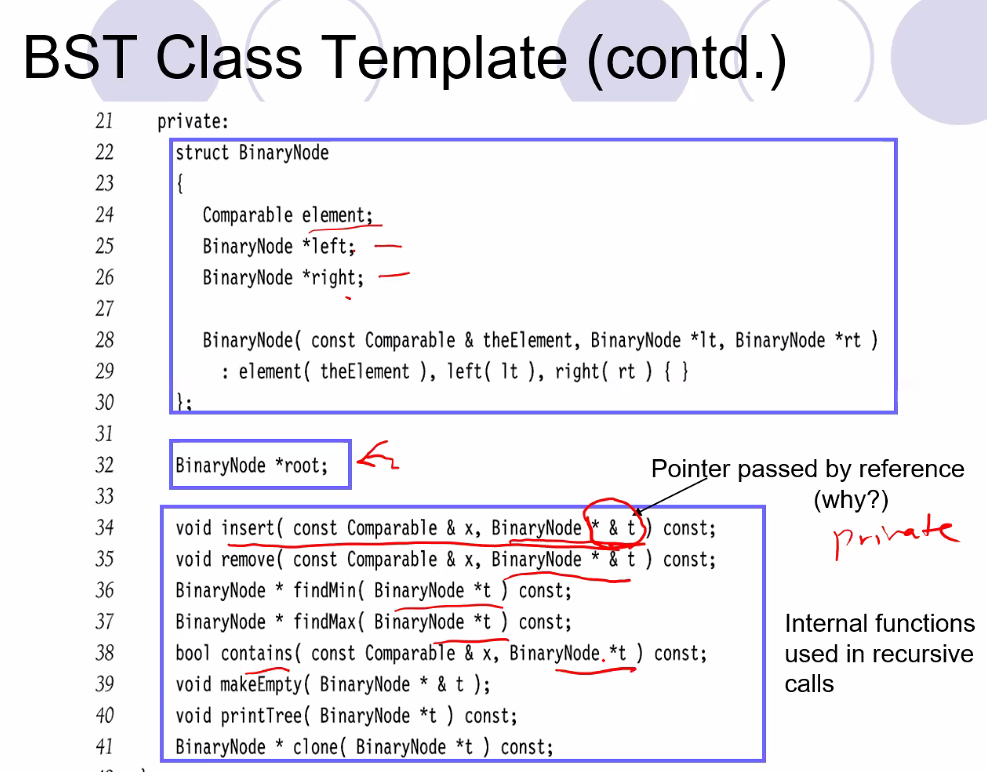 BST Class Template (contd.)
21 private:
22 struct BinaryNode
23 {
24 Comparable element;
25 BinaryNode *left;
26 BinaryNode *right;
27
28 BinaryNode( const Comparable & theElement, BinaryNode *lt, BinaryNode *rt )
29 : element( theElement ), left( lt ), right( rt ) { }
30 };
31
32 BinaryNode *root;
Pointer passed by reference
33
(why?)
34 void insert( const Comparable & x, BinaryNode * & t ) const;
private
35 void remove( const Comparable & x, BinaryNode * & t ) const;
36 BinaryNode * findMin( BinaryNode *t ) const;
37 BinaryNode * findMax( BinaryNode *t ) const;
38 bool contains( const Comparable & x, BinaryNode *t ) const;
39 void makeEmpty( BinaryNode * & t );
40 void printTree( BinaryNode *t ) const;
41 BinaryNode * clone( BinaryNode *t ) const;
Internal functions
used in recursive
calls